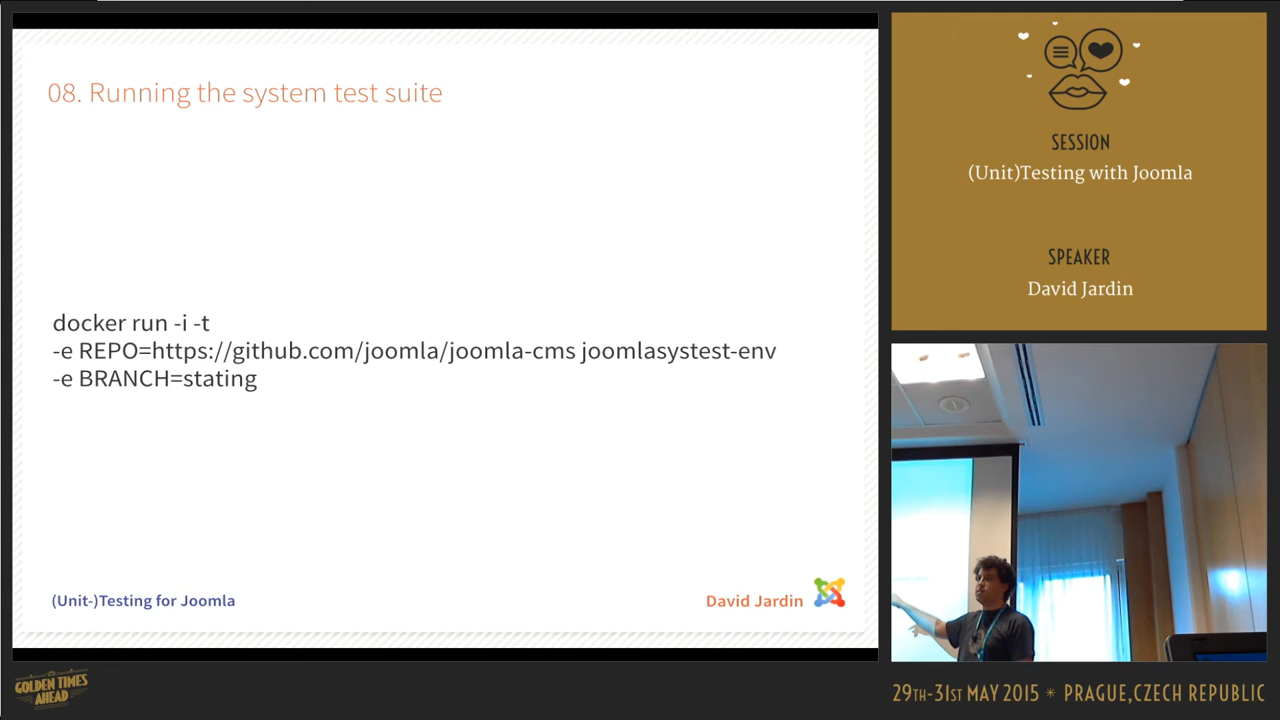 08. Running the system test suite
docker run -i -t
-e REPO=https://github.com/joomla/joomla-cms joomlasystest-env
-e BRANCH=stating
(Unit-)Testing for Joomla
David Jardin
SESSION
(Unit)Testing with Joomla
SPEAKER
David Jardin
GOLDEN TIMES
AHEAD
29TH-31ST MAY 2015 * PRAGUE,CZECH REPUBLIC